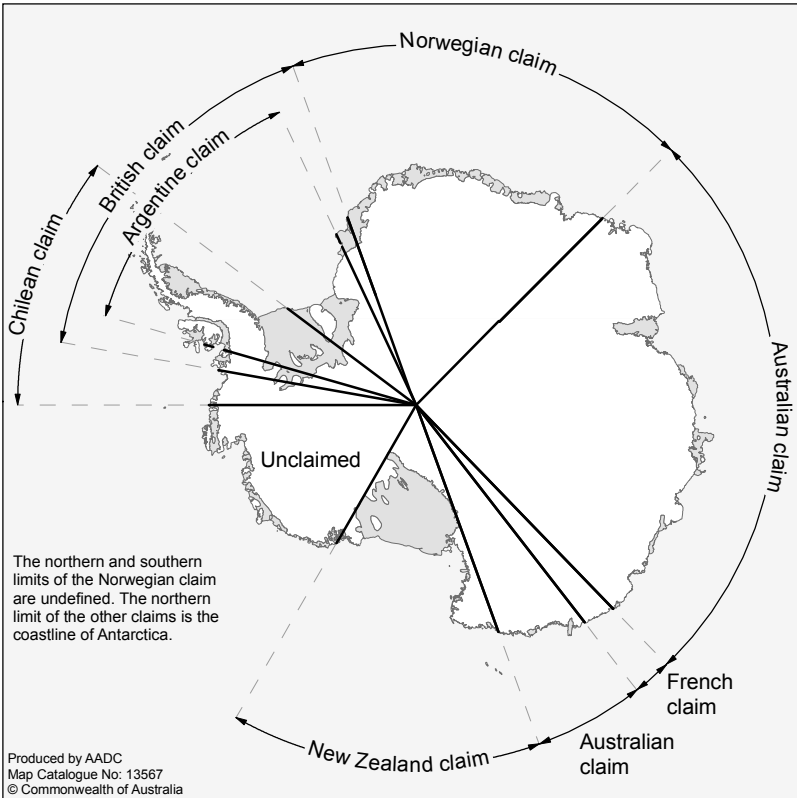 Norwegian claim
British claim
Argentine claim
Chilean claim
Australian claim
Unclaimed
The northern and southern
limits of the Norwegian claim
are undefined. The northern
limit of the other claims is the
coastline of Antarctica.
French
claim
Australian
claim
New Zealand claim
Produced by AADC
Map Catalogue No: 13567
© Commonwealth of Australia